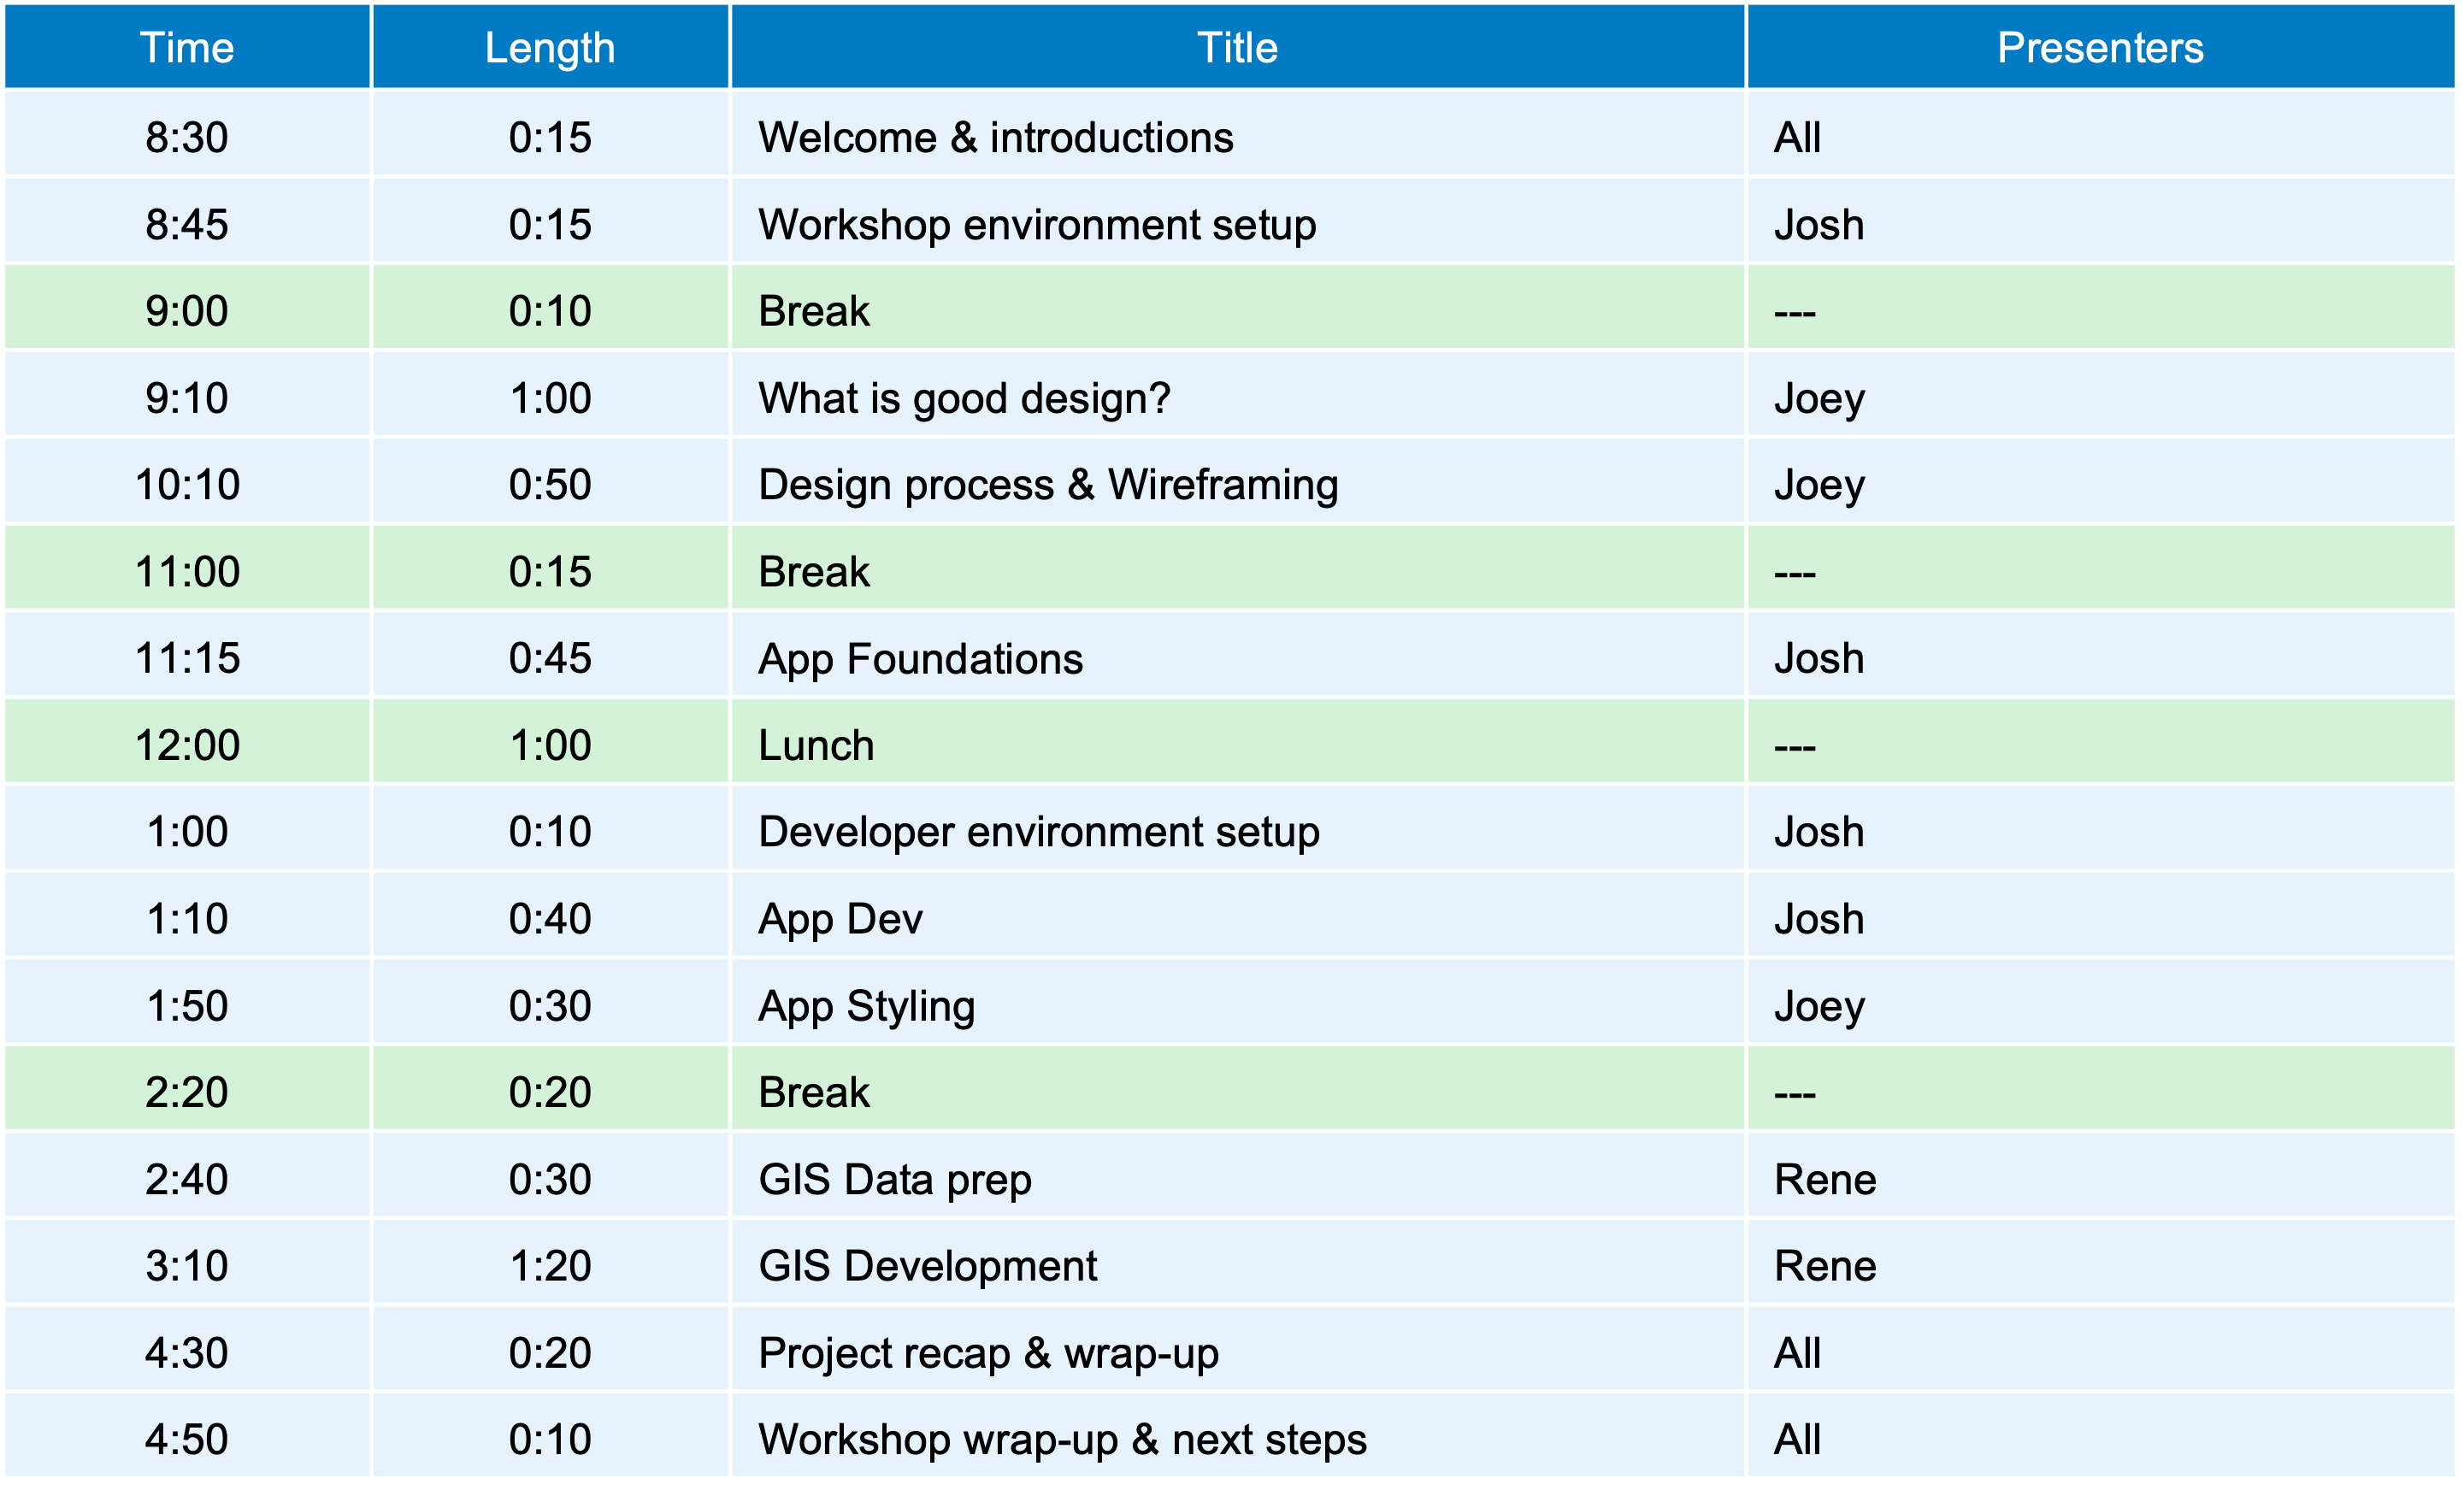 Time Length Title Presenters
8:30 0:15 Welcome & introductions All
8:45 0:15 Workshop environment setup Josh
9:00 0:10 Break ---
9:10 1:00 What is good design? Joey
10:10 0:50 Design process & Wireframing Joey
11:00 0:15 Break ---
11:15 0:45 App Foundations Josh
12:00 1:00 Lunch ---
1:00 0:10 Developer environment setup Josh
1:10 0:40 App Dev Josh
1:50 0:30 App Styling Joey
2:20 0:20 Break ---
2:40 0:30 GIS Data prep Rene
3:10 1:20 GIS Development Rene
4:30 0:20 Project recap & wrap-up All
4:50 0:10 Workshop wrap-up & next steps All